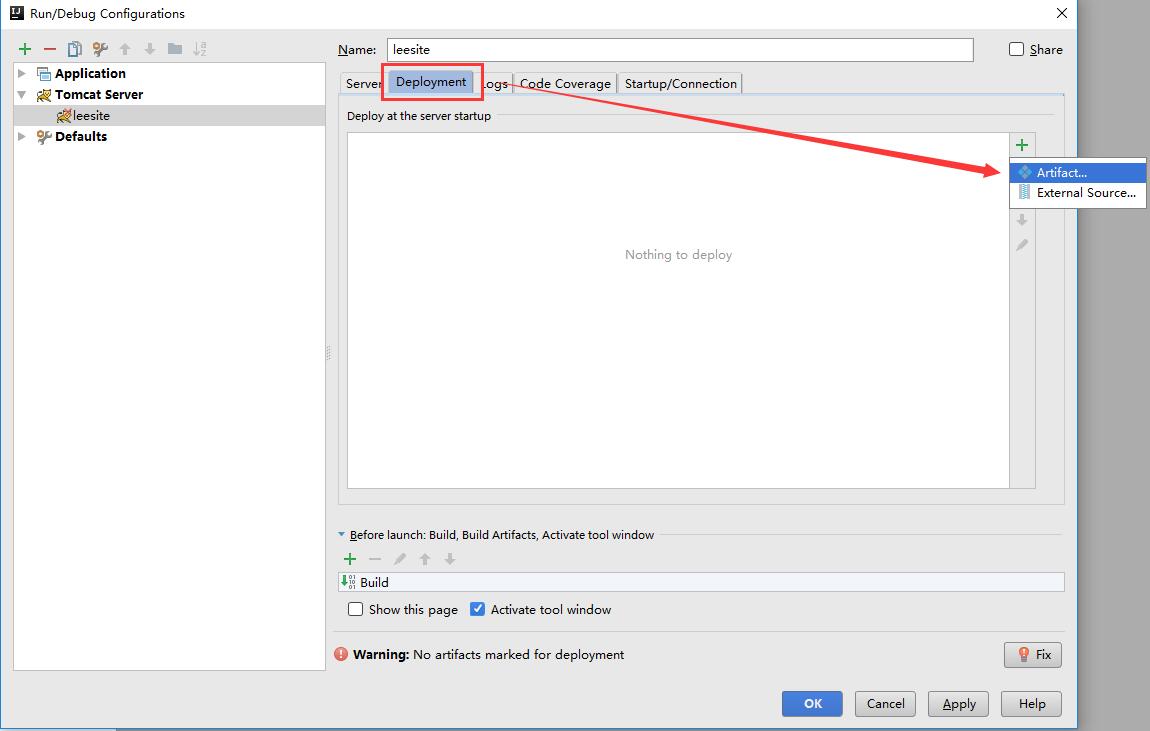 Run/Debug Configurations
Name: leesite
Share
Application
Tomcat Server
leesite
Defaults
Server Deployment Logs Code Coverage Startup/Connection
Deploy at the server startup
Artifact...
External Source...
Nothing to deploy
Before launch: Build, Build Artifacts, Activate tool window
Build
Show this page Activate tool window
Warning: No artifacts marked for deployment
Fix
OK Cancel Apply Help